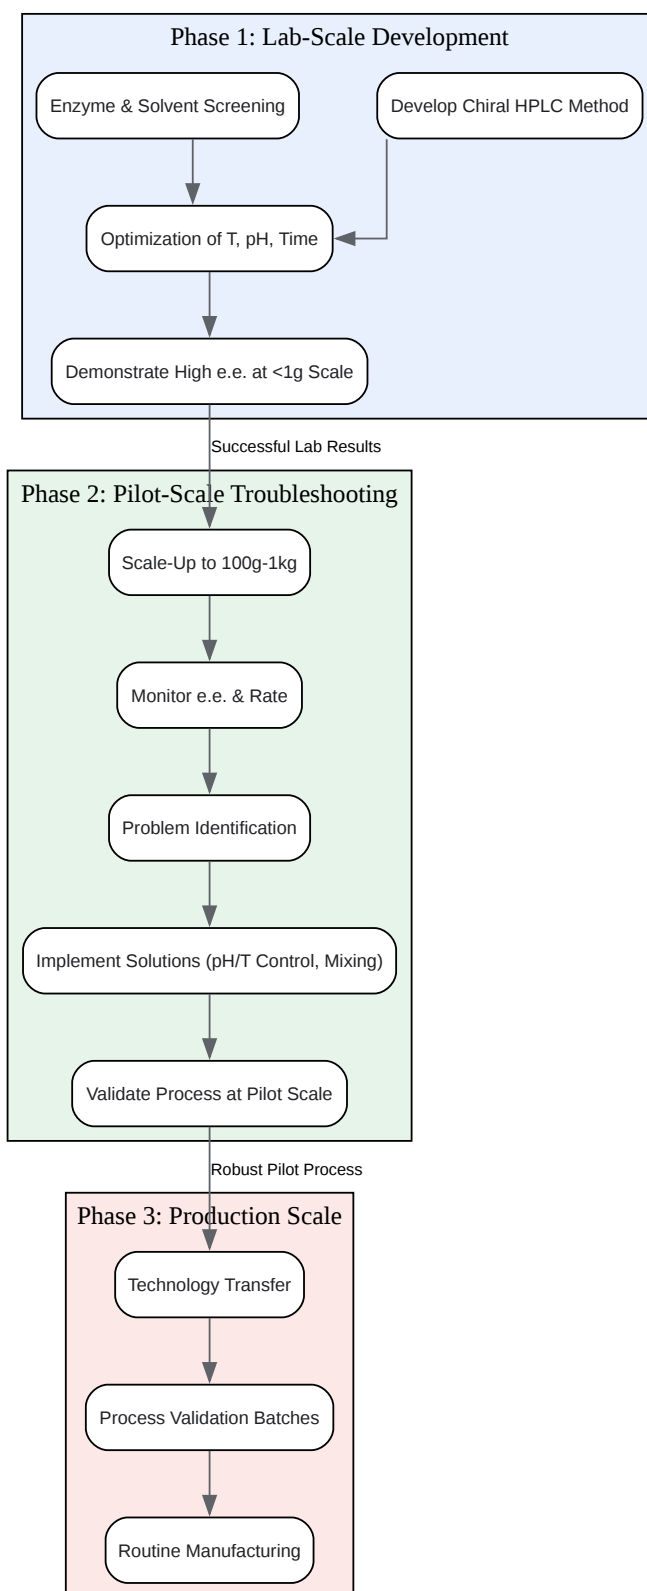 Phase 1: Lab-Scale Development
Enzyme & Solvent Screening
Develop Chiral HPLC Method
Optimization of T, pH, Time
Demonstrate High e.e. at <1g Scale
Successful Lab Results
Phase 2: Pilot-Scale Troubleshooting
Scale-Up to 100g-1kg
Monitor e.e. & Rate
Problem Identification
Implement Solutions (pH/T Control, Mixing)
Validate Process at Pilot Scale
Robust Pilot Process
Phase 3: Production Scale
Technology Transfer
Process Validation Batches
Routine Manufacturing